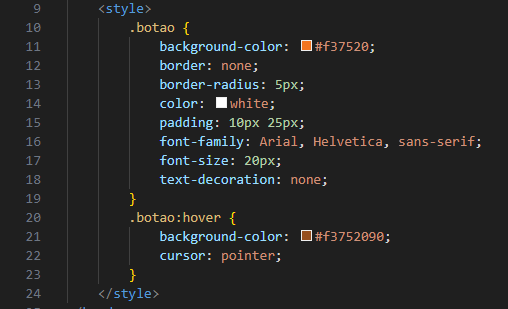 9 <style>
10 .botao {
11 background-color: #f37520;
12 border: none;
13 border-radius: 5px;
14 color: white;
15 padding: 10px 25px;
16 font-family: Arial, Helvetica, sans-serif;
17 font-size: 20px;
18 text-decoration: none;
19 }
20 .botao:hover {
21 background-color: #f3752090;
22 cursor: pointer;
23 }
24 </style>